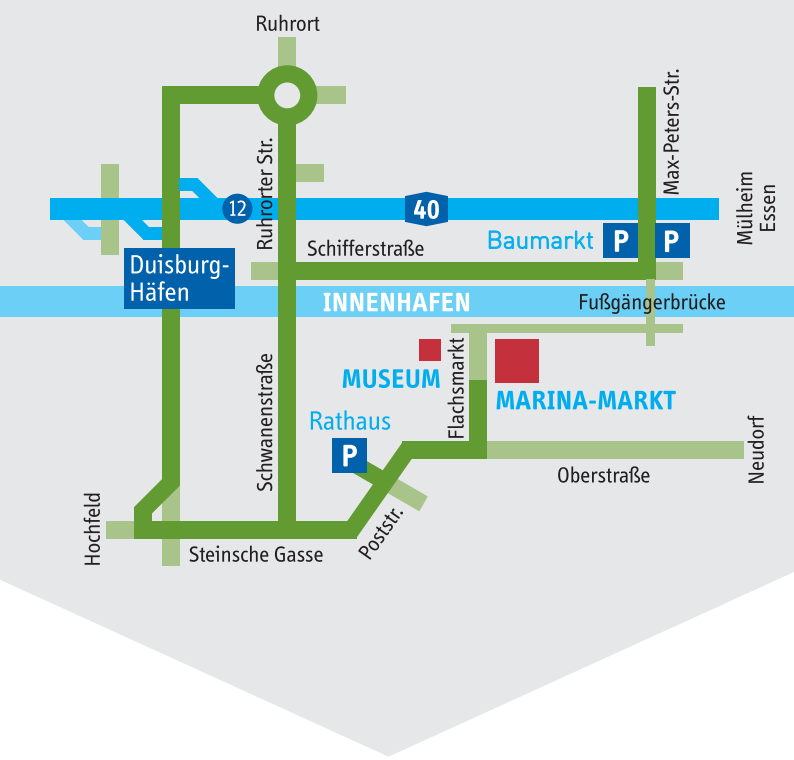 Ruhrort
Max-Peters-Str.
Ruhrorter Str.
12
40
Mülheim
Essen
Baumarkt
P
P
Schifferstraße
Duisburg-
Häfen
INNENHAFEN
Fußgängerbrücke
MUSEUM
Flachsmarkt
MARINA-MARKT
Schwanenstraße
Rathaus
P
Neudorf
Oberstraße
Hochfeld
Steinsche Gasse
Poststr.